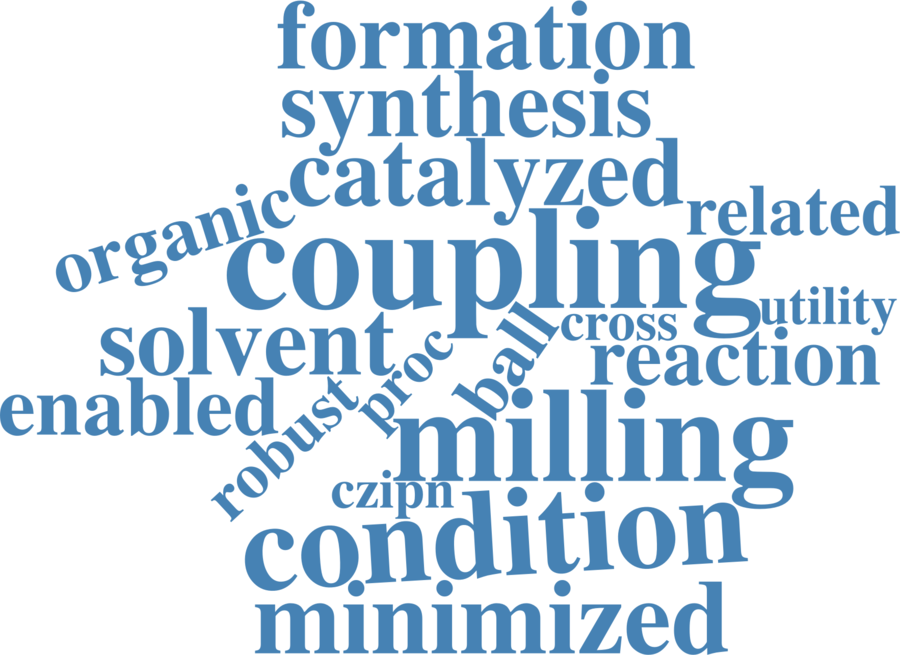 formation
synthesis
catalyzed
organic
related
coupling
utility
solvent
cross
proc
ball
reaction
enabled
robust
milling
czipn
condition
minimized